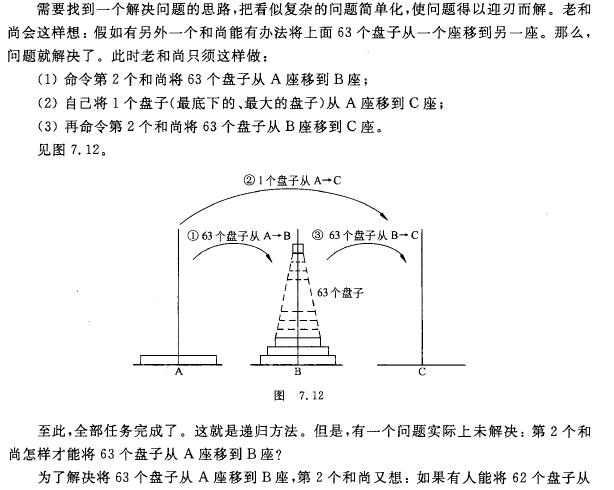 需要找到一个解决问题的思路,把看似复杂的问题简单化,使问题得以迎刃而解。老和
尚会这样想:假如有另外一个和尚能有办法将上面 63 个盘子从一个座移到另一座。那么,
问题就解决了。此时老和尚只须这样做:
(1) 命令第 2 个和尚将 63 个盘子从 A 座移到 B 座;
(2) 自己将 1 个盘子(最底下的、最大的盘子)从 A 座移到 C 座;
(3) 再命令第 2 个和尚将 63 个盘子从 B 座移到 C 座。
见图 7.12。
② 1 个盘子从 A→C
① 63 个盘子从 A→B
③ 63 个盘子从 B→C
63 个盘子
A
B
C
图 7.12
至此,全部任务完成了。这就是递归方法。但是,有一个问题实际上未解决:第 2 个和
尚怎样才能将 63 个盘子从 A 座移到 B 座?
为了解决将 63 个盘子从 A 座移到 B 座,第 2 个和尚又想:如果有人能将 62 个盘子从